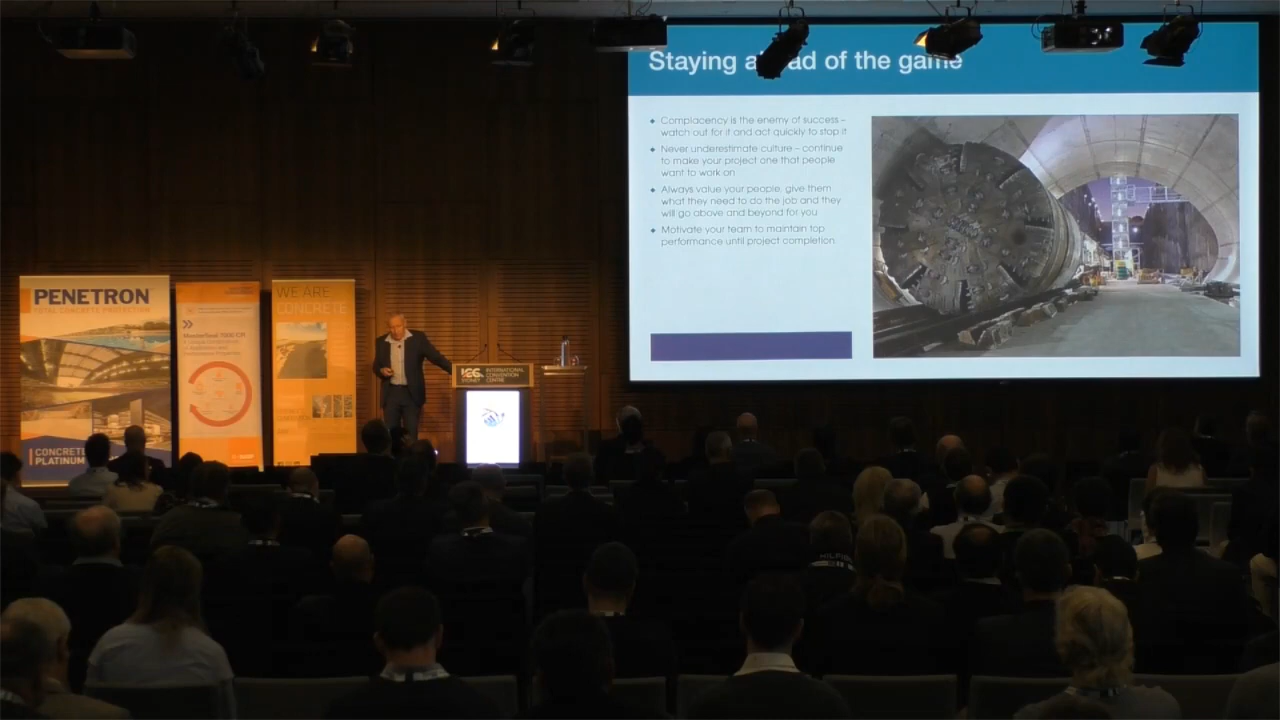 Staying ahead of the game
Complacency is the enemy of success –
watch out for it and act quickly to stop it
Never underestimate culture – continue
to make your project one that people
want to work on
Always value your people, give them
what they need to do the job and they
will go above and beyond for you
Motivate your team to maintain top
performance until project completion.
PENETRON
TOTAL CONCRETE PROTECTION
CONCRETE
PLATINUM
WE ARE
CONCRETE
ICC
SYDNEY
INTERNATIONAL
CONVENTION
CENTRE